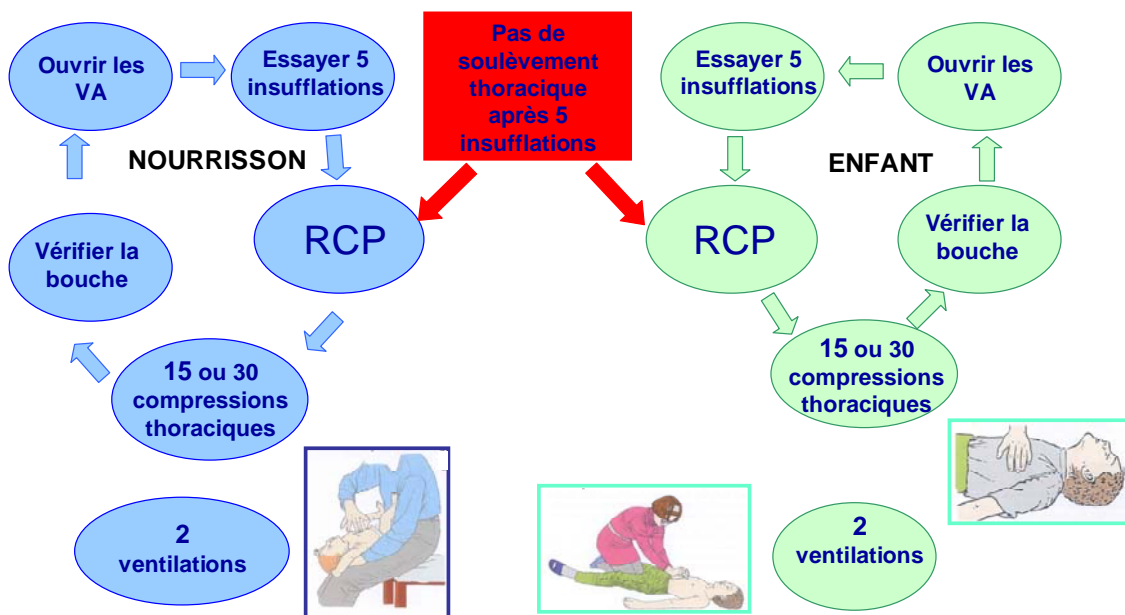 Ouvrir les
VA
Essayer 5
insufflations
NOURRISSON
RCP
Vérifier la
bouche
15 ou 30
compressions
thoraciques
2
ventilations
Pas de
soulèvement
thoracique
après 5
insufflations
Essayer 5
insufflations
Ouvrir les
VA
ENFANT
RCP
Vérifier la
bouche
15 ou 30
compressions
thoraciques
2
ventilations